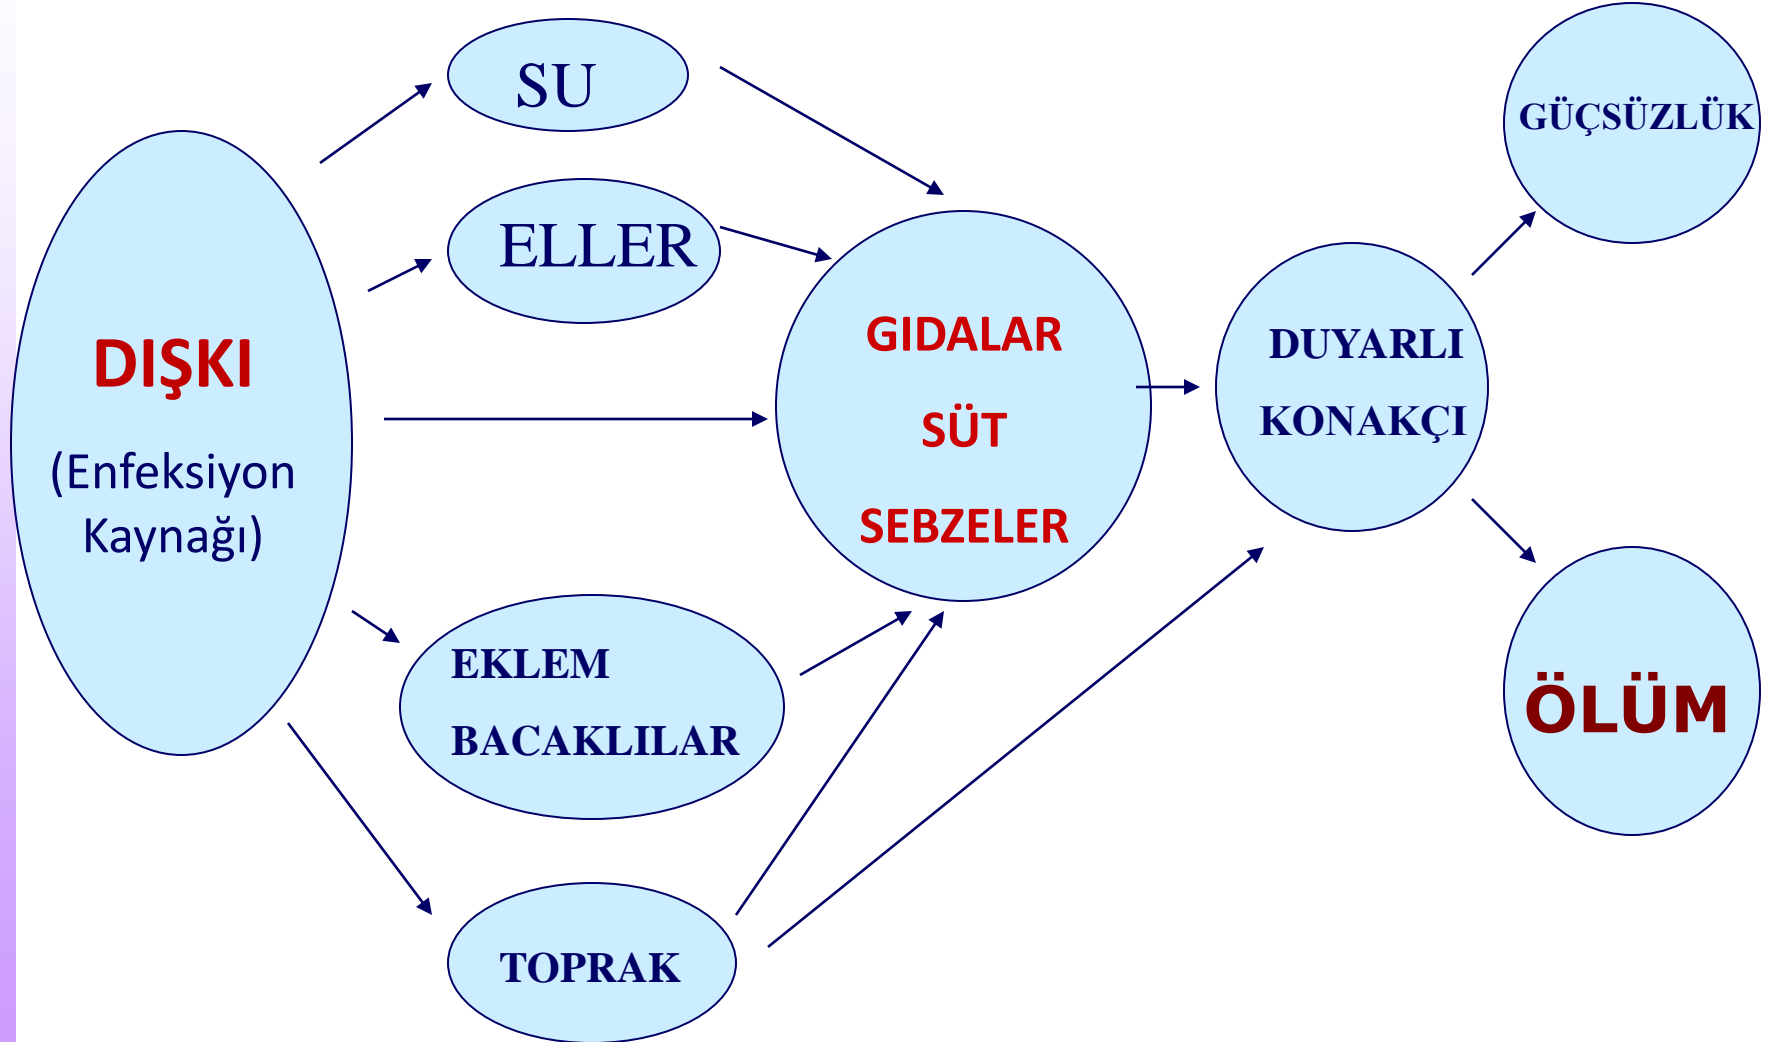 SU
ELLER
DIŞKI
(Enfeksiyon
Kaynağı)
EKLEM
BACAKLILAR
TOPRAK
GIDALAR
SÜT
SEBZELER
DUYARLI
KONAKÇI
GÜÇSÜZLÜK
ÖLÜM